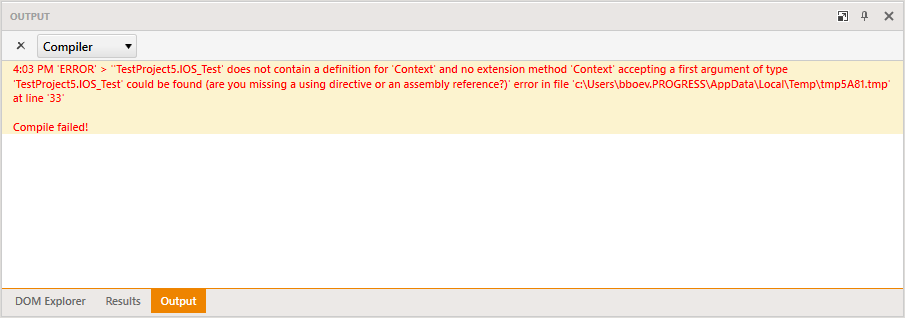 OUTPUT
Compiler
4:03 PM 'ERROR' > ''TestProject5.IOS_Test' does not contain a definition for 'Context' and no extension method 'Context' accepting a first argument of type
'TestProject5.IOS_Test' could be found (are you missing a using directive or an assembly reference?)' error in file 'c:\Users\bboev.PROGRESS\AppData\Local\Temp\tmp5A81.tmp'
at line '33'
Compile failed!
DOM Explorer Results Output